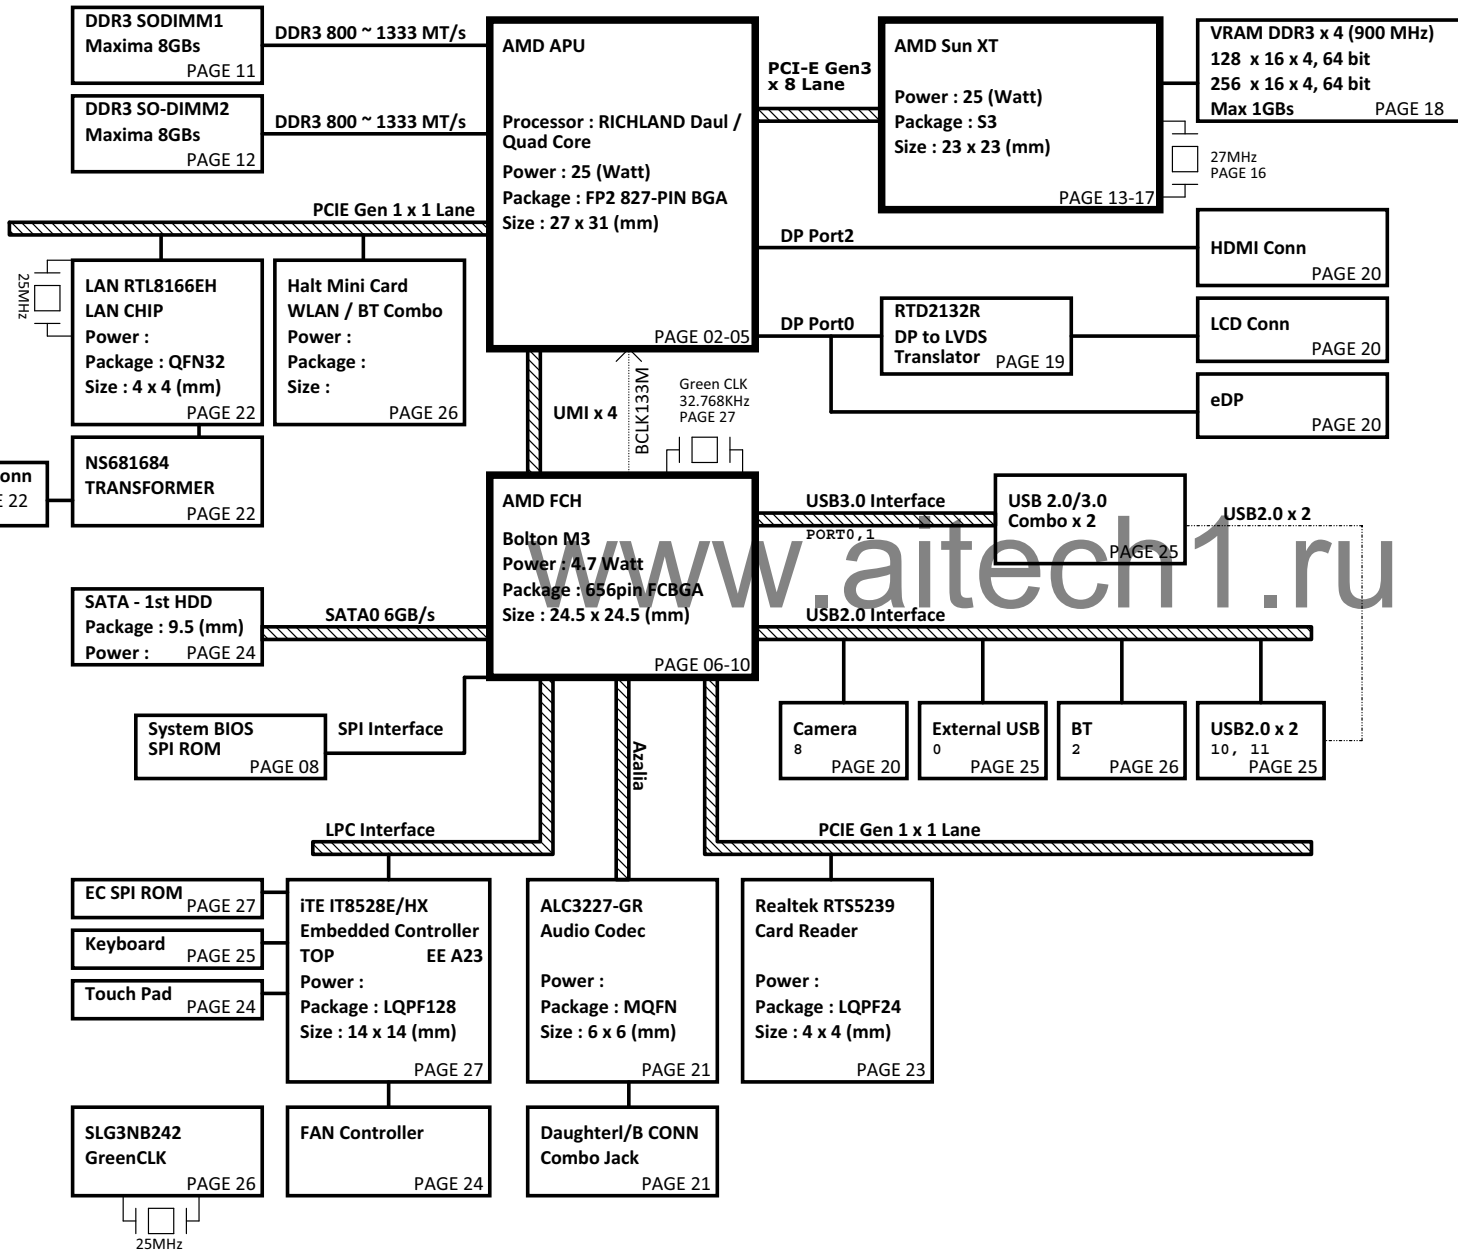 DDR3 SODIMM1
Maxima 8GBs
PAGE 11
DDR3 800 ~ 1333 MT/s
DDR3 SO-DIMM2
Maxima 8GBs
PAGE 12
DDR3 800 ~ 1333 MT/s
AMD APU
Processor : RICHLAND Daul /
Quad Core
Power : 25 (Watt)
Package : FP2 827-PIN BGA
Size : 27 x 31 (mm)
PAGE 02-05
PCI-E Gen3
x 8 Lane
AMD Sun XT
Power : 25 (Watt)
Package : S3
Size : 23 x 23 (mm)
PAGE 13-17
VRAM DDR3 x 4 (900 MHz)
128 x 16 x 4, 64 bit
256 x 16 x 4, 64 bit
Max 1GBs
PAGE 18
27MHz
PAGE 16
PCIE Gen 1 x 1 Lane
25MHz
LAN RTL8166EH
LAN CHIP
Power :
Package : QFN32
Size : 4 x 4 (mm)
PAGE 22
Halt Mini Card
WLAN / BT Combo
Power :
Package :
Size :
PAGE 26
DP Port2
HDMI Conn
PAGE 20
DP Port0
RTD2132R
DP to LVDS
Translator
PAGE 19
LCD Conn
PAGE 20
eDP
PAGE 20
UMI x 4
BCLK133M
Green CLK
32.768KHz
PAGE 27
onn
E 22
NS681684
TRANSFORMER
PAGE 22
AMD FCH
Bolton M3
Power : 4.7 Watt
Package : 656pin FCBGA
Size : 24.5 x 24.5 (mm)
PAGE 06-10
USB3.0 Interface
PORT0,1
USB 2.0/3.0
Combo x 2
PAGE 25
USB2.0 x 2
www.aitech1.ru
SATA - 1st HDD
Package : 9.5 (mm)
Power :
PAGE 24
SATA0 6GB/s
USB2.0 Interface
System BIOS
SPI ROM
PAGE 08
SPI Interface
Azalia
Camera
8
PAGE 20
External USB
0
PAGE 25
BT
2
PAGE 26
USB2.0 x 2
10, 11
PAGE 25
LPC Interface
PCIE Gen 1 x 1 Lane
EC SPI ROM
PAGE 27
Keyboard
PAGE 25
Touch Pad
PAGE 24
iTE IT8528E/HX
Embedded Controller
TOP EE A23
Power :
Package : LQPF128
Size : 14 x 14 (mm)
PAGE 27
ALC3227-GR
Audio Codec
Power :
Package : MQFN
Size : 6 x 6 (mm)
PAGE 21
Realtek RTS5239
Card Reader
Power :
Package : LQPF24
Size : 4 x 4 (mm)
PAGE 23
SLG3NB242
GreenCLK
PAGE 26
25MHz
FAN Controller
PAGE 24
Daughterl/B CONN
Combo Jack
PAGE 21